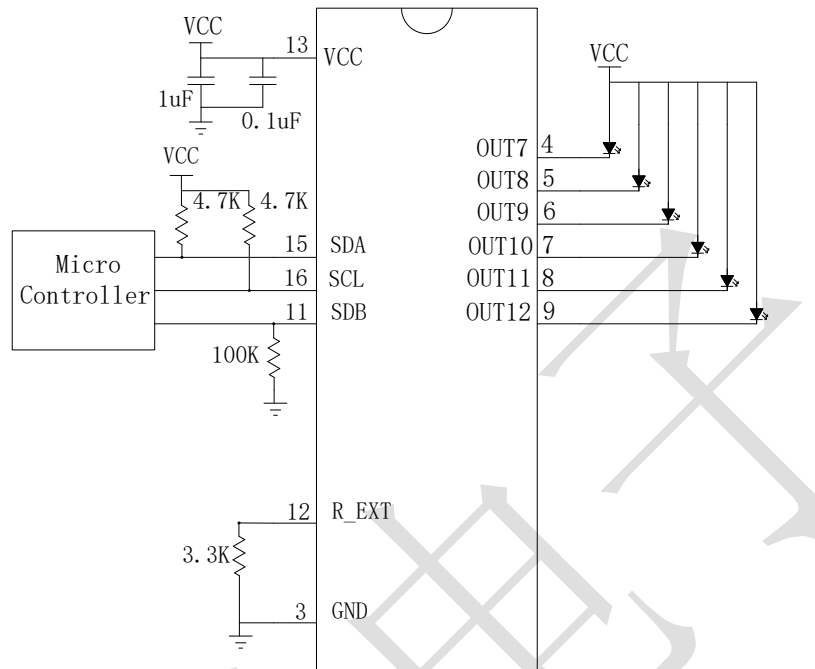 VCC
13
VCC
1uF
0.1uF
VCC
4.7K
4.7K
Micro
Controller
15
SDA
16
SCL
11
SDB
100K
12
R_EXT
3.3K
3
GND
VCC
OUT7
4
OUT8
5
OUT9
6
OUT10
7
OUT11
8
OUT12
9